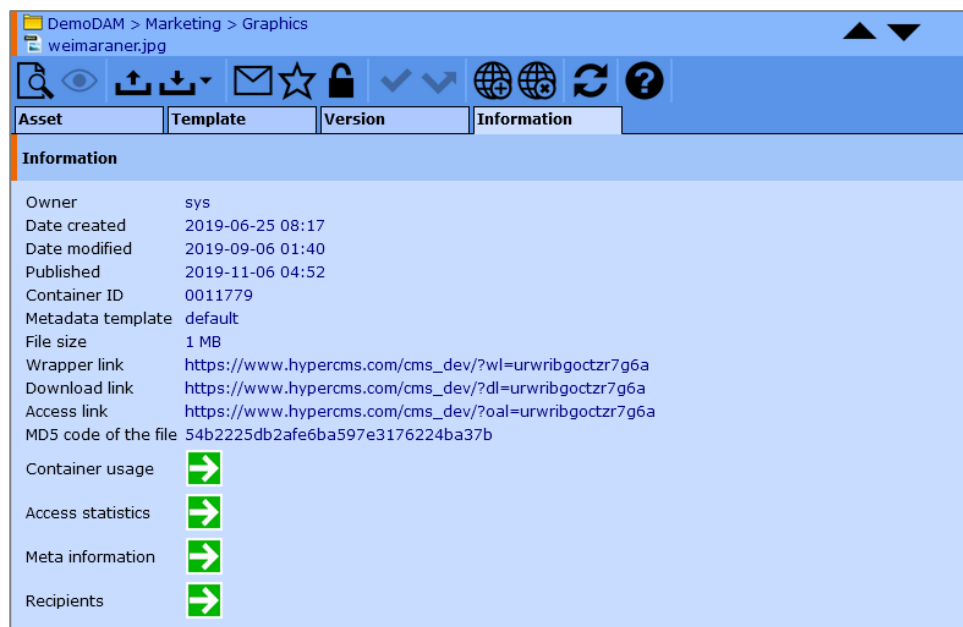 DemoDAM > Marketing > Graphics
weimaraner.jpg
Asset Template Version Information
Information
Owner sys
Date created 2019-06-25 08:17
Date modified 2019-09-06 01:40
Published 2019-11-06 04:52
Container ID 0011779
Metadata template default
File size 1 MB
Wrapper link https://www.hypercms.com/cms_dev/?wl=urwribgoctzr7g6a
Download link https://www.hypercms.com/cms_dev/?dl=urwribgoctzr7g6a
Access link https://www.hypercms.com/cms_dev/?oal=urwribgoctzr7g6a
MD5 code of the file 54b2225db2afe6ba597e3176224ba37b
Container usage
Access statistics
Meta information
Recipients